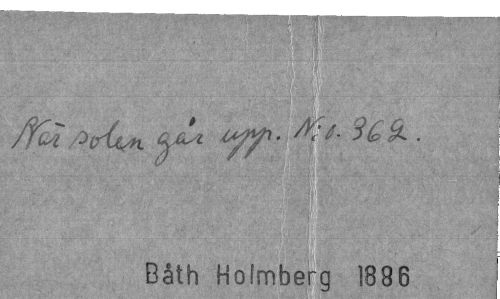 När solen går upp. N:o. 362.
Båth Holmberg 1886